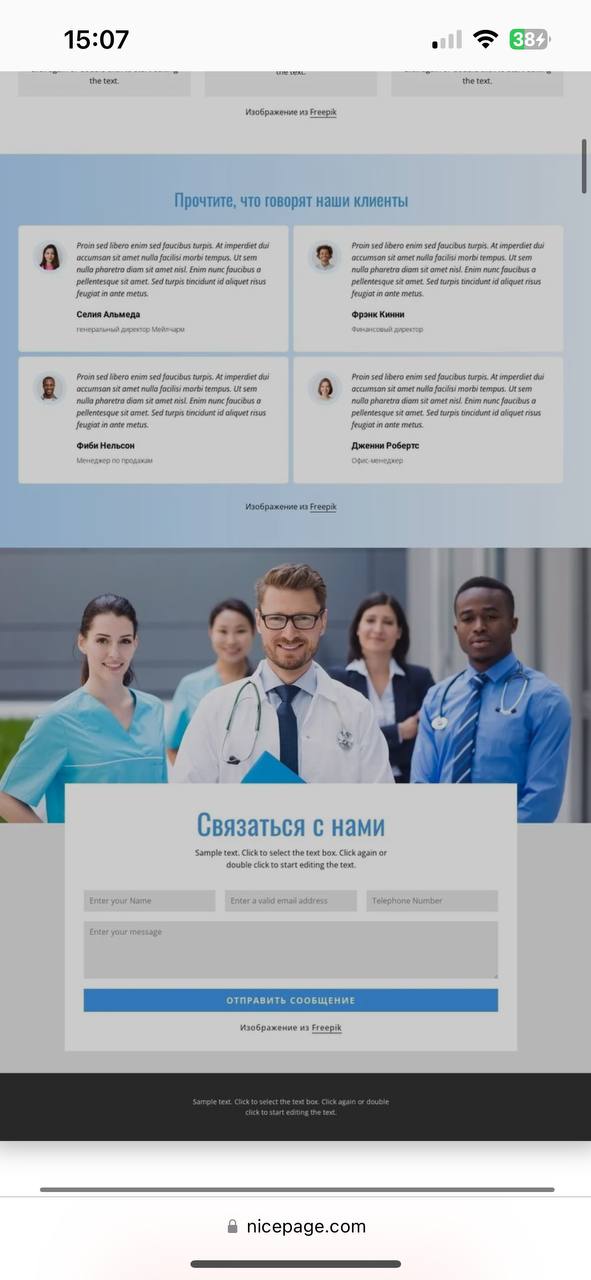 15:07
38
the text.
the text.
the text.
Изображение из Freepik
Прочтите, что говорят наши клиенты
Proin sed libero enim sed faucibus turpis. At imperdiet dui
accumsan sit amet nulla facilisi morbi tempus. Ut sem
nulla pharetra diam sit amet nisl. Enim nunc faucibus a
pellentesque sit amet. Sed turpis tincidunt id aliquet risus
feugiat in ante metus.
Селия Альмеда
генеральный директор Мейлчарм
Proin sed libero enim sed faucibus turpis. At imperdiet dui
accumsan sit amet nulla facilisi morbi tempus. Ut sem
nulla pharetra diam sit amet nisl. Enim nunc faucibus a
pellentesque sit amet. Sed turpis tincidunt id aliquet risus
feugiat in ante metus.
Фрэнк Кинни
Финансовый директор
Proin sed libero enim sed faucibus turpis. At imperdiet dui
accumsan sit amet nulla facilisi morbi tempus. Ut sem
nulla pharetra diam sit amet nisl. Enim nunc faucibus a
pellentesque sit amet. Sed turpis tincidunt id aliquet risus
feugiat in ante metus.
Фиби Нельсон
Менеджер по продажам
Proin sed libero enim sed faucibus turpis. At imperdiet dui
accumsan sit amet nulla facilisi morbi tempus. Ut sem
nulla pharetra diam sit amet nisl. Enim nunc faucibus a
pellentesque sit amet. Sed turpis tincidunt id aliquet risus
feugiat in ante metus.
Дженни Робертс
Офис-менеджер
Изображение из Freepik
Связаться с нами
Sample text. Click to select the text box. Click again or
double click to start editing the text.
Enter your Name
Enter a valid email address
Telephone Number
Enter your message
ОТПРАВИТЬ СООБЩЕНИЕ
Изображение из Freepik
Sample text. Click to select the text box. Click again or double
click to start editing the text.
nicepage.com